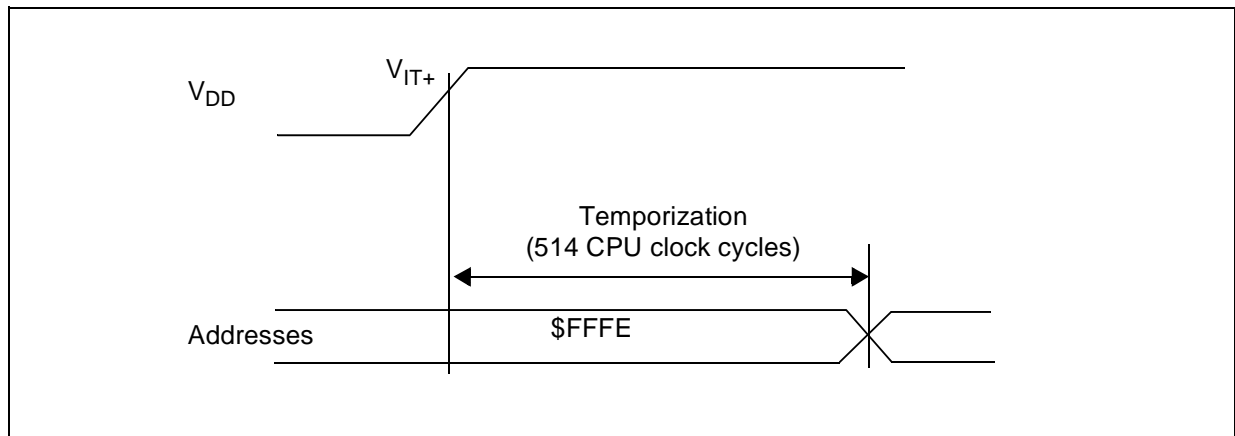 V_IT+
V_DD
Temporization
(514 CPU clock cycles)
Addresses
$FFFE